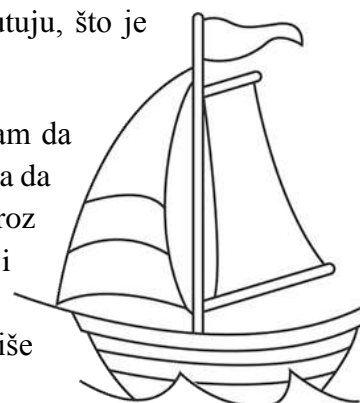 utuju, što je
am da
a da
roz
i
iše